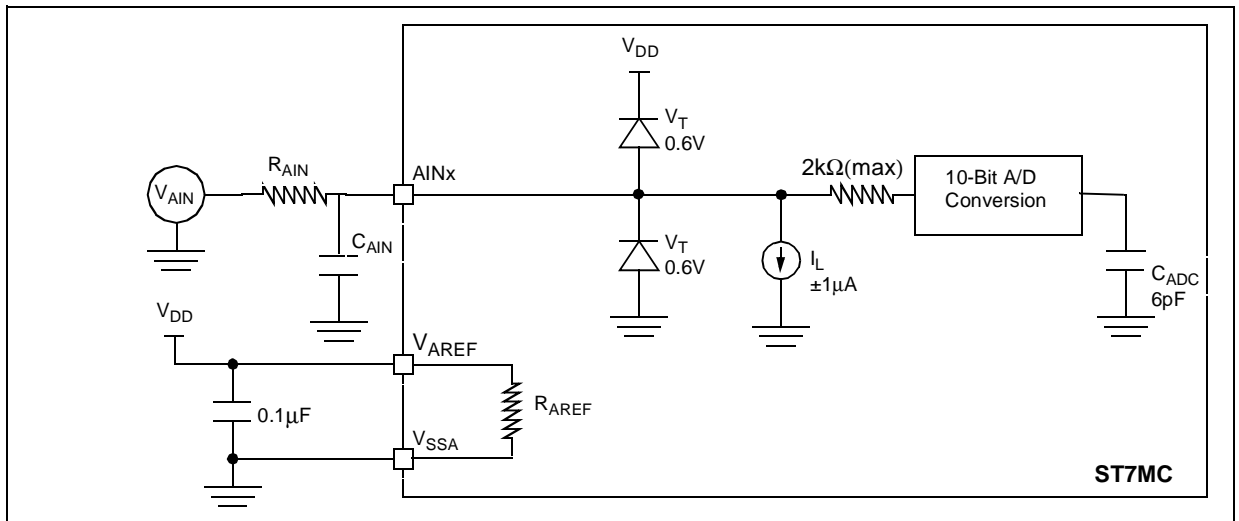 V_DD
V_T
0.6V
R_AIN
AINx
2kΩ(max)
10-Bit A/D
Conversion
V_AIN
C_AIN
V_T
0.6V
I_L
±1μA
C_ADC
6pF
V_DD
V_AREF
0.1μF
R_AREF
V_SSA
ST7MC